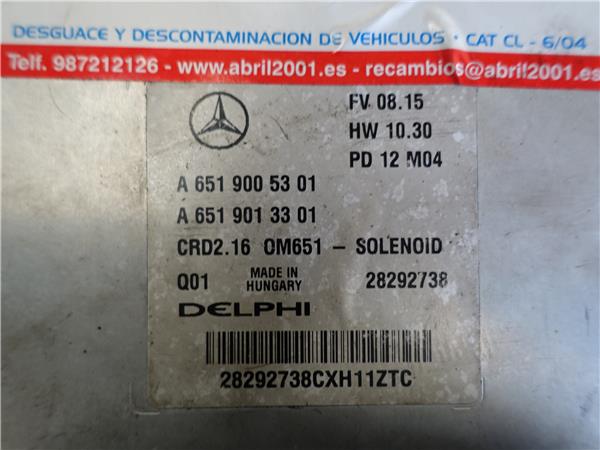 DESGUACE Y DESCONTAMINACION DE VEHICULOS · CAT CL - 6/04
Telf. 987212126 - www.abril2001.es - recambios@abril2001.es
FV 08.15
HW 10.30
PD 12 M04
A 651 900 53 01
A 651 901 33 01
CRD2.16 OM651 - SOLENOID
Q01 MADE IN HUNGARY 28292738
DELPHI
28292738CXH11ZTC